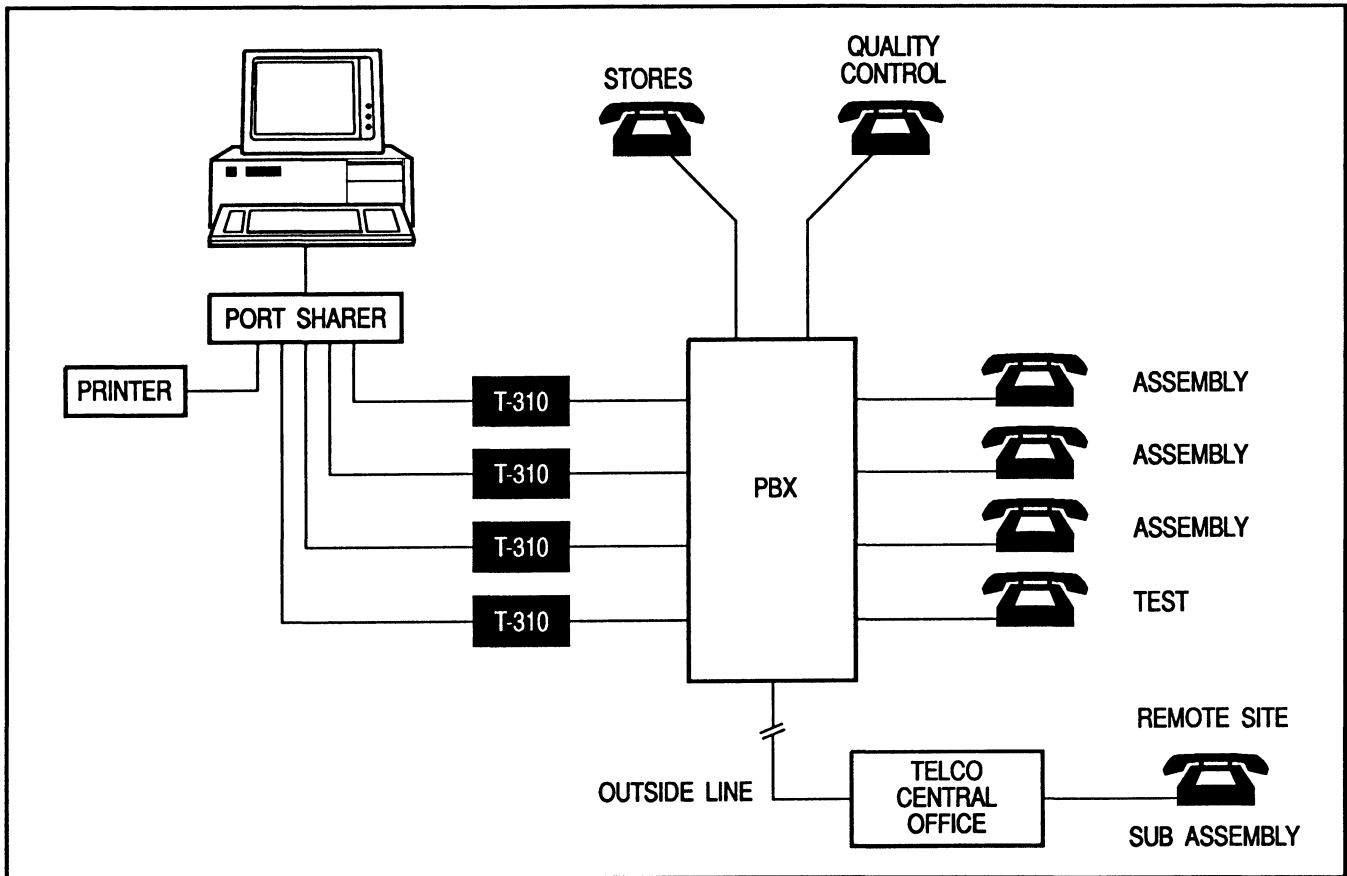 STORES
QUALITY
CONTROL
PORT SHARER
PRINTER
T-310
T-310
T-310
T-310
PBX
ASSEMBLY
ASSEMBLY
ASSEMBLY
TEST
OUTSIDE LINE
TELCO
CENTRAL
OFFICE
REMOTE SITE
SUB ASSEMBLY